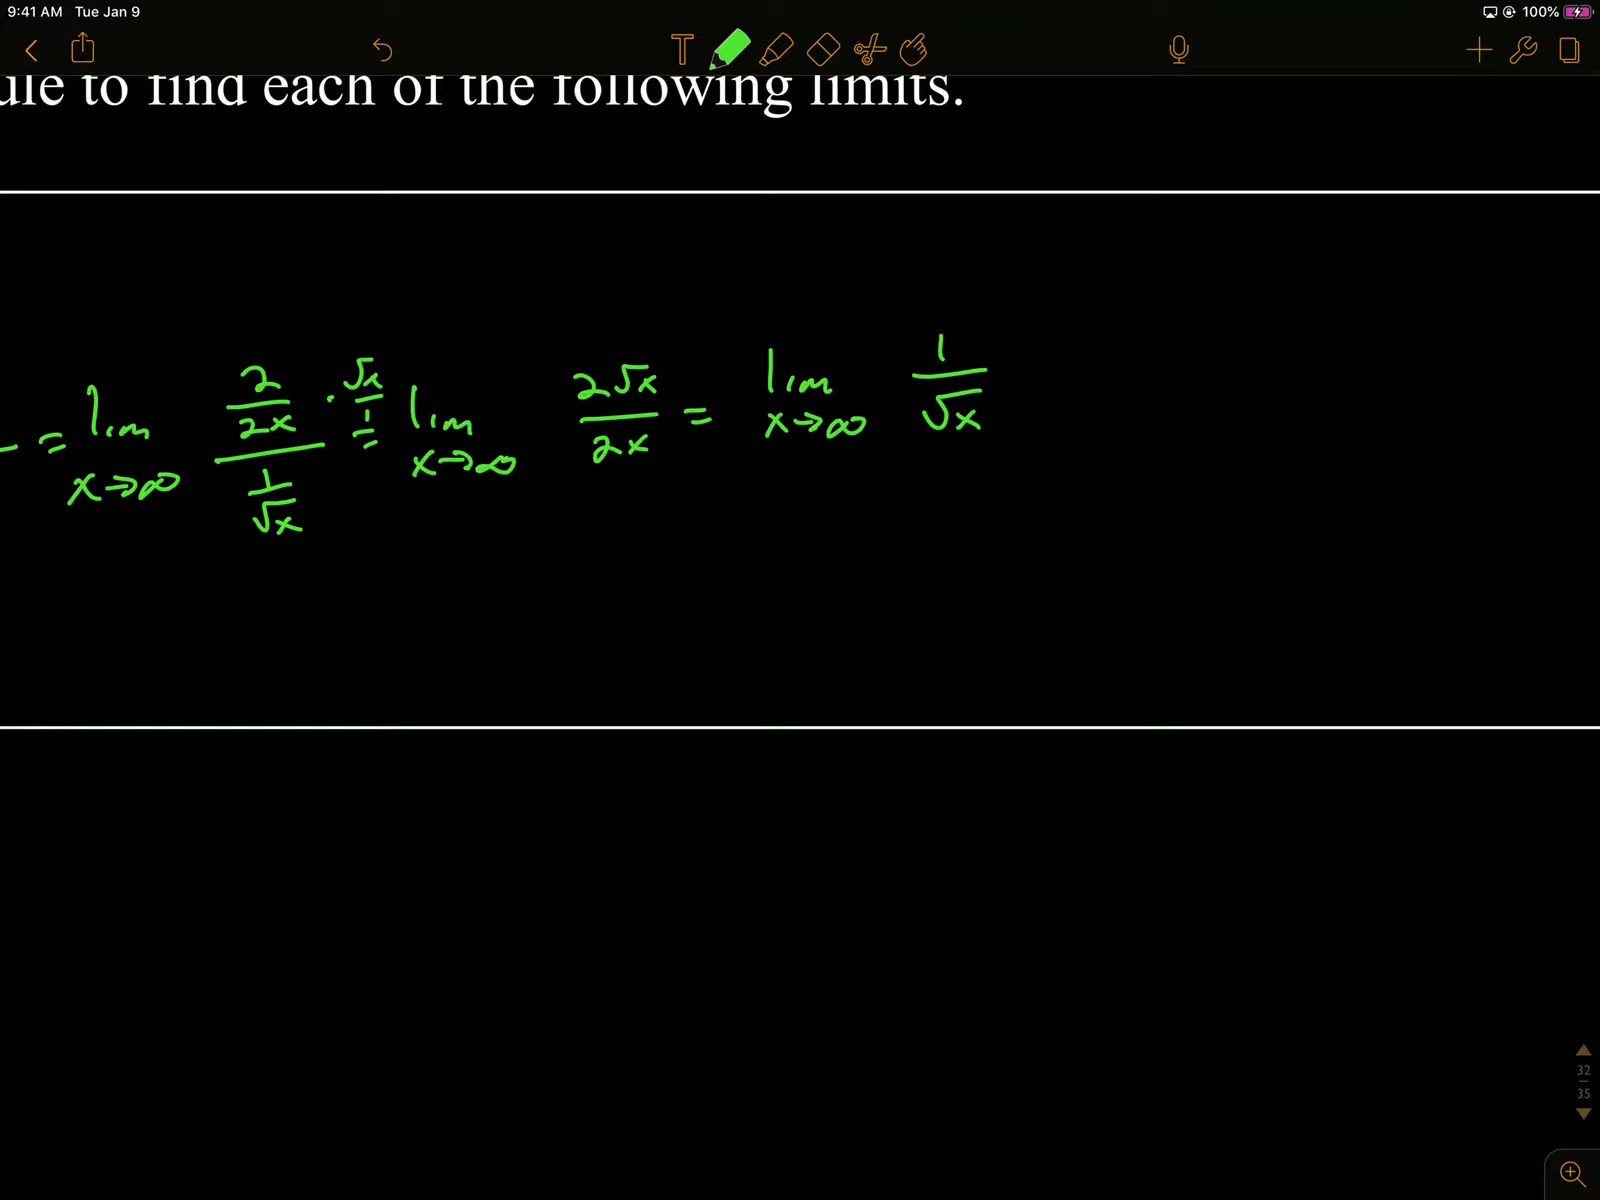 9:41 AM Tue Jan 9
100%
T
ule to find each of the following limits.
= lim x→∞ (2/2x)/(1/√x) · √x/1 = lim x→∞ 2√x/2x = lim x→∞ 1/√x
32
35